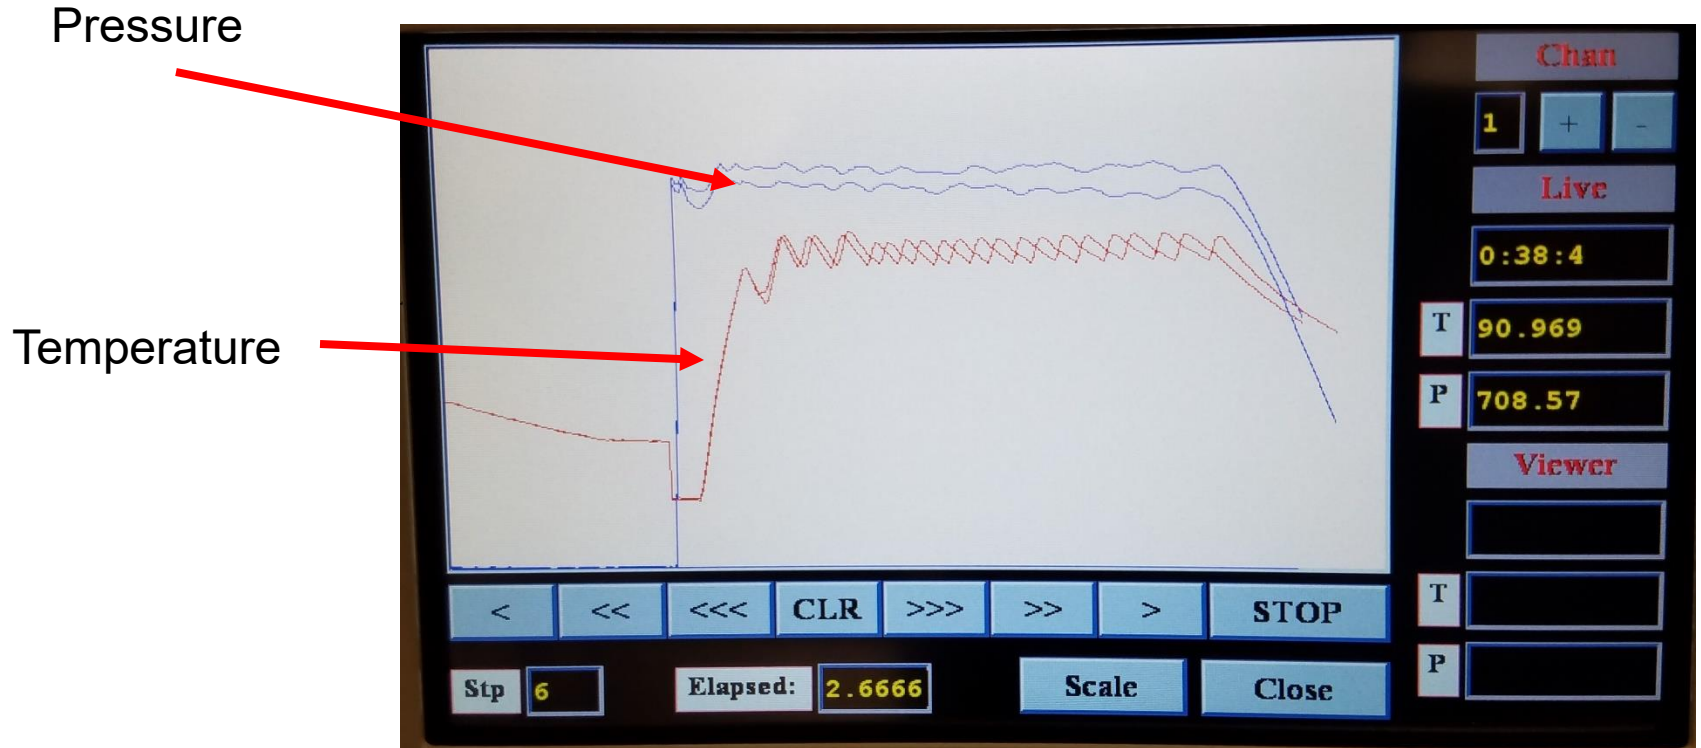 Pressure
Temperature
Chan
1 + -
Live
0:38:4
T 90.969
P 708.57
Viewer
T
P
< << <<< CLR >>> >> > STOP
Stp 6 Elapsed: 2.6666 Scale Close